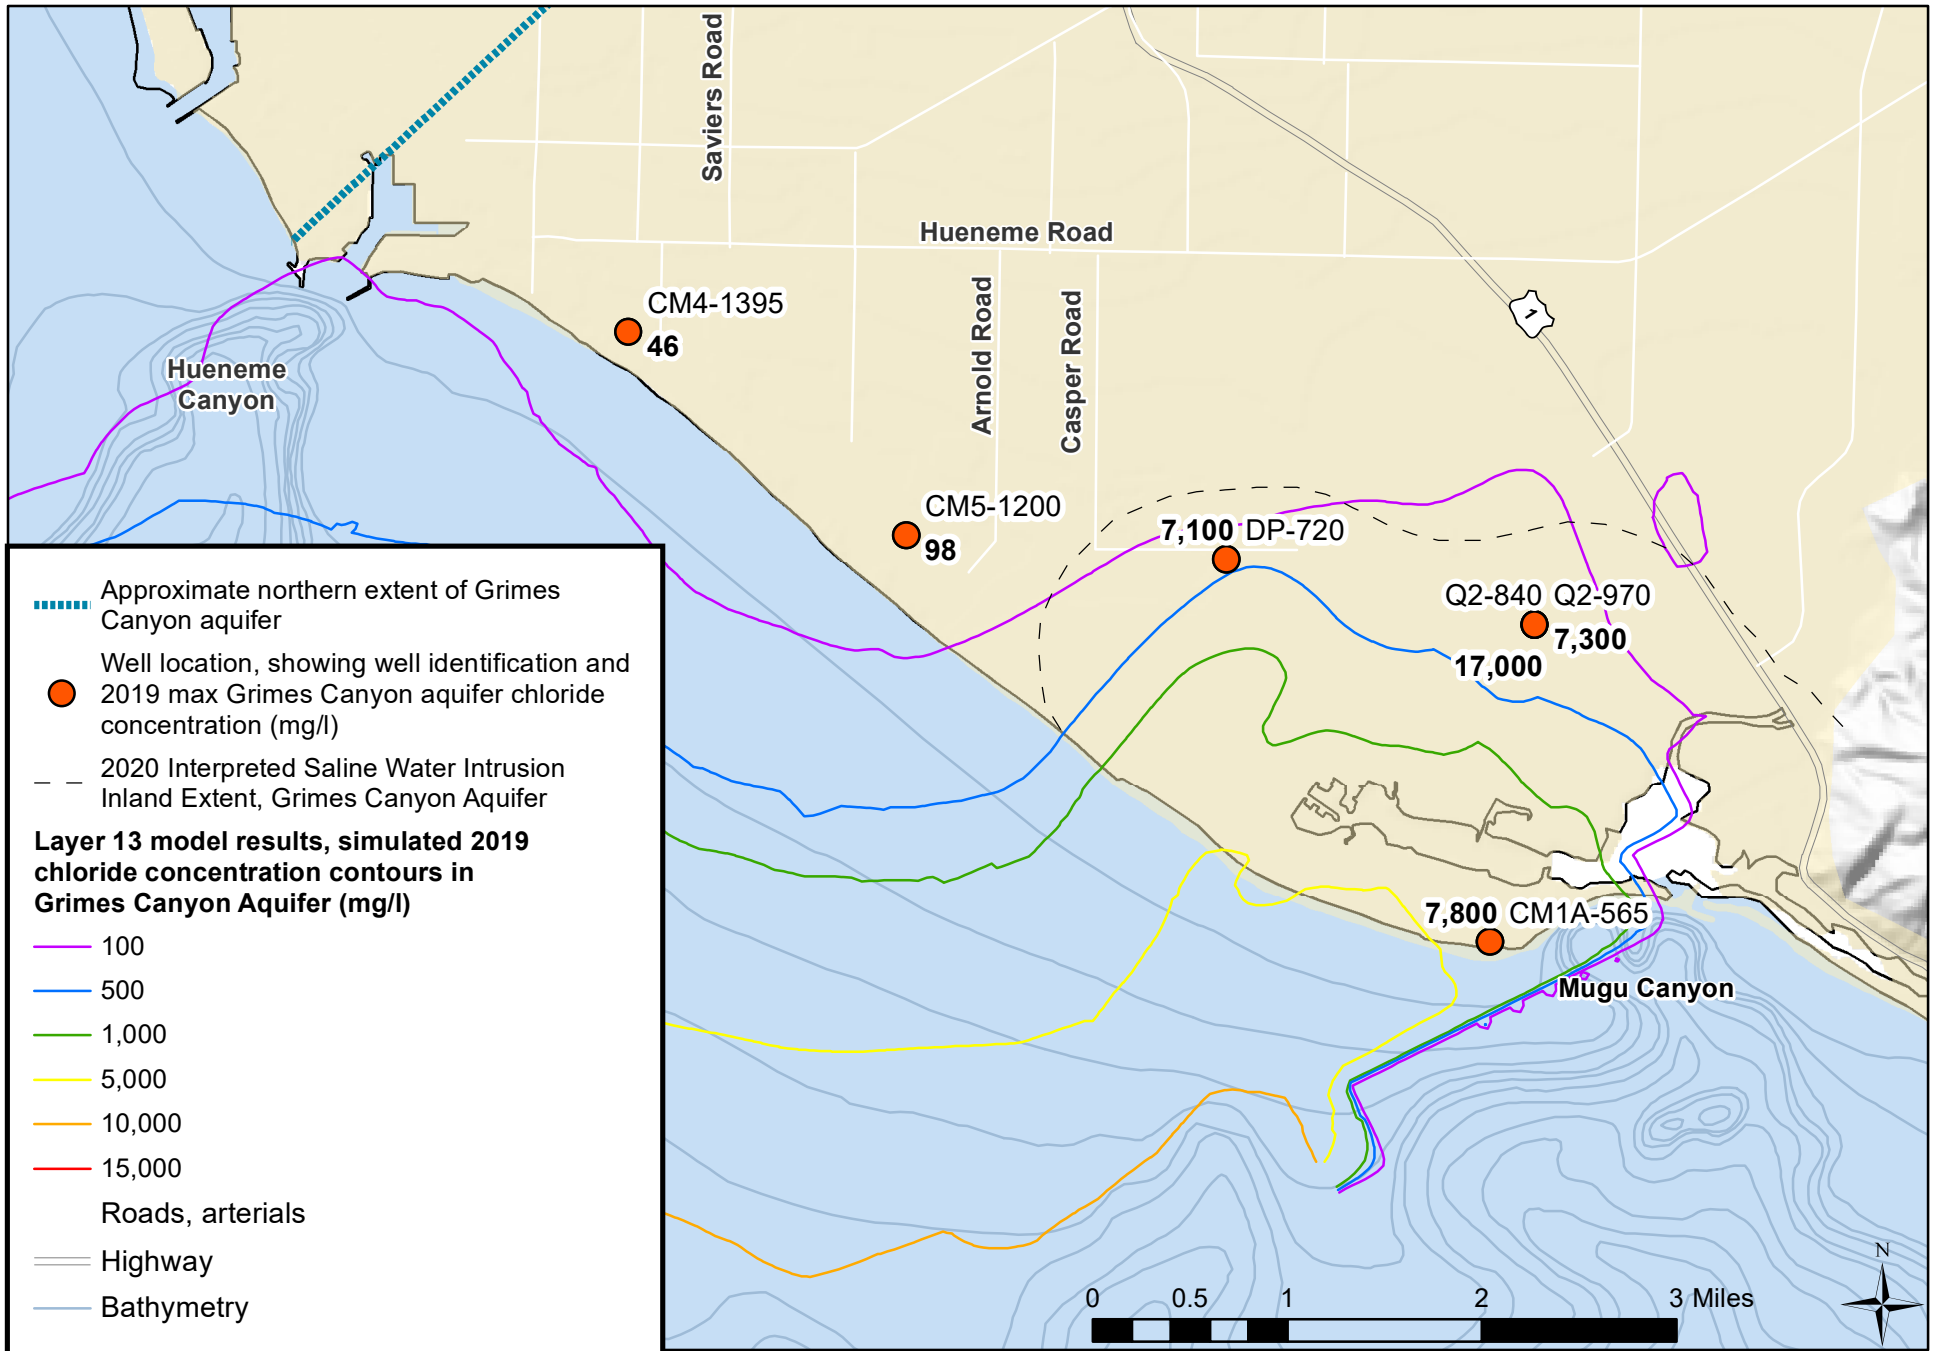 Saviers Road
Hueneme Road
1
CM4-1395
46
Arnold Road
Casper Road
Hueneme
Canyon
CM5-1200
98
7,100 DP-720
Q2-840 Q2-970
7,300
17,000
7,800 CM1A-565
Mugu Canyon
Approximate northern extent of Grimes
Canyon aquifer
Well location, showing well identification and
2019 max Grimes Canyon aquifer chloride
concentration (mg/l)
2020 Interpreted Saline Water Intrusion
Inland Extent, Grimes Canyon Aquifer
Layer 13 model results, simulated 2019
chloride concentration contours in
Grimes Canyon Aquifer (mg/l)
100
500
1,000
5,000
10,000
15,000
Roads, arterials
Highway
Bathymetry
0 0.5 1 2 3 Miles
N